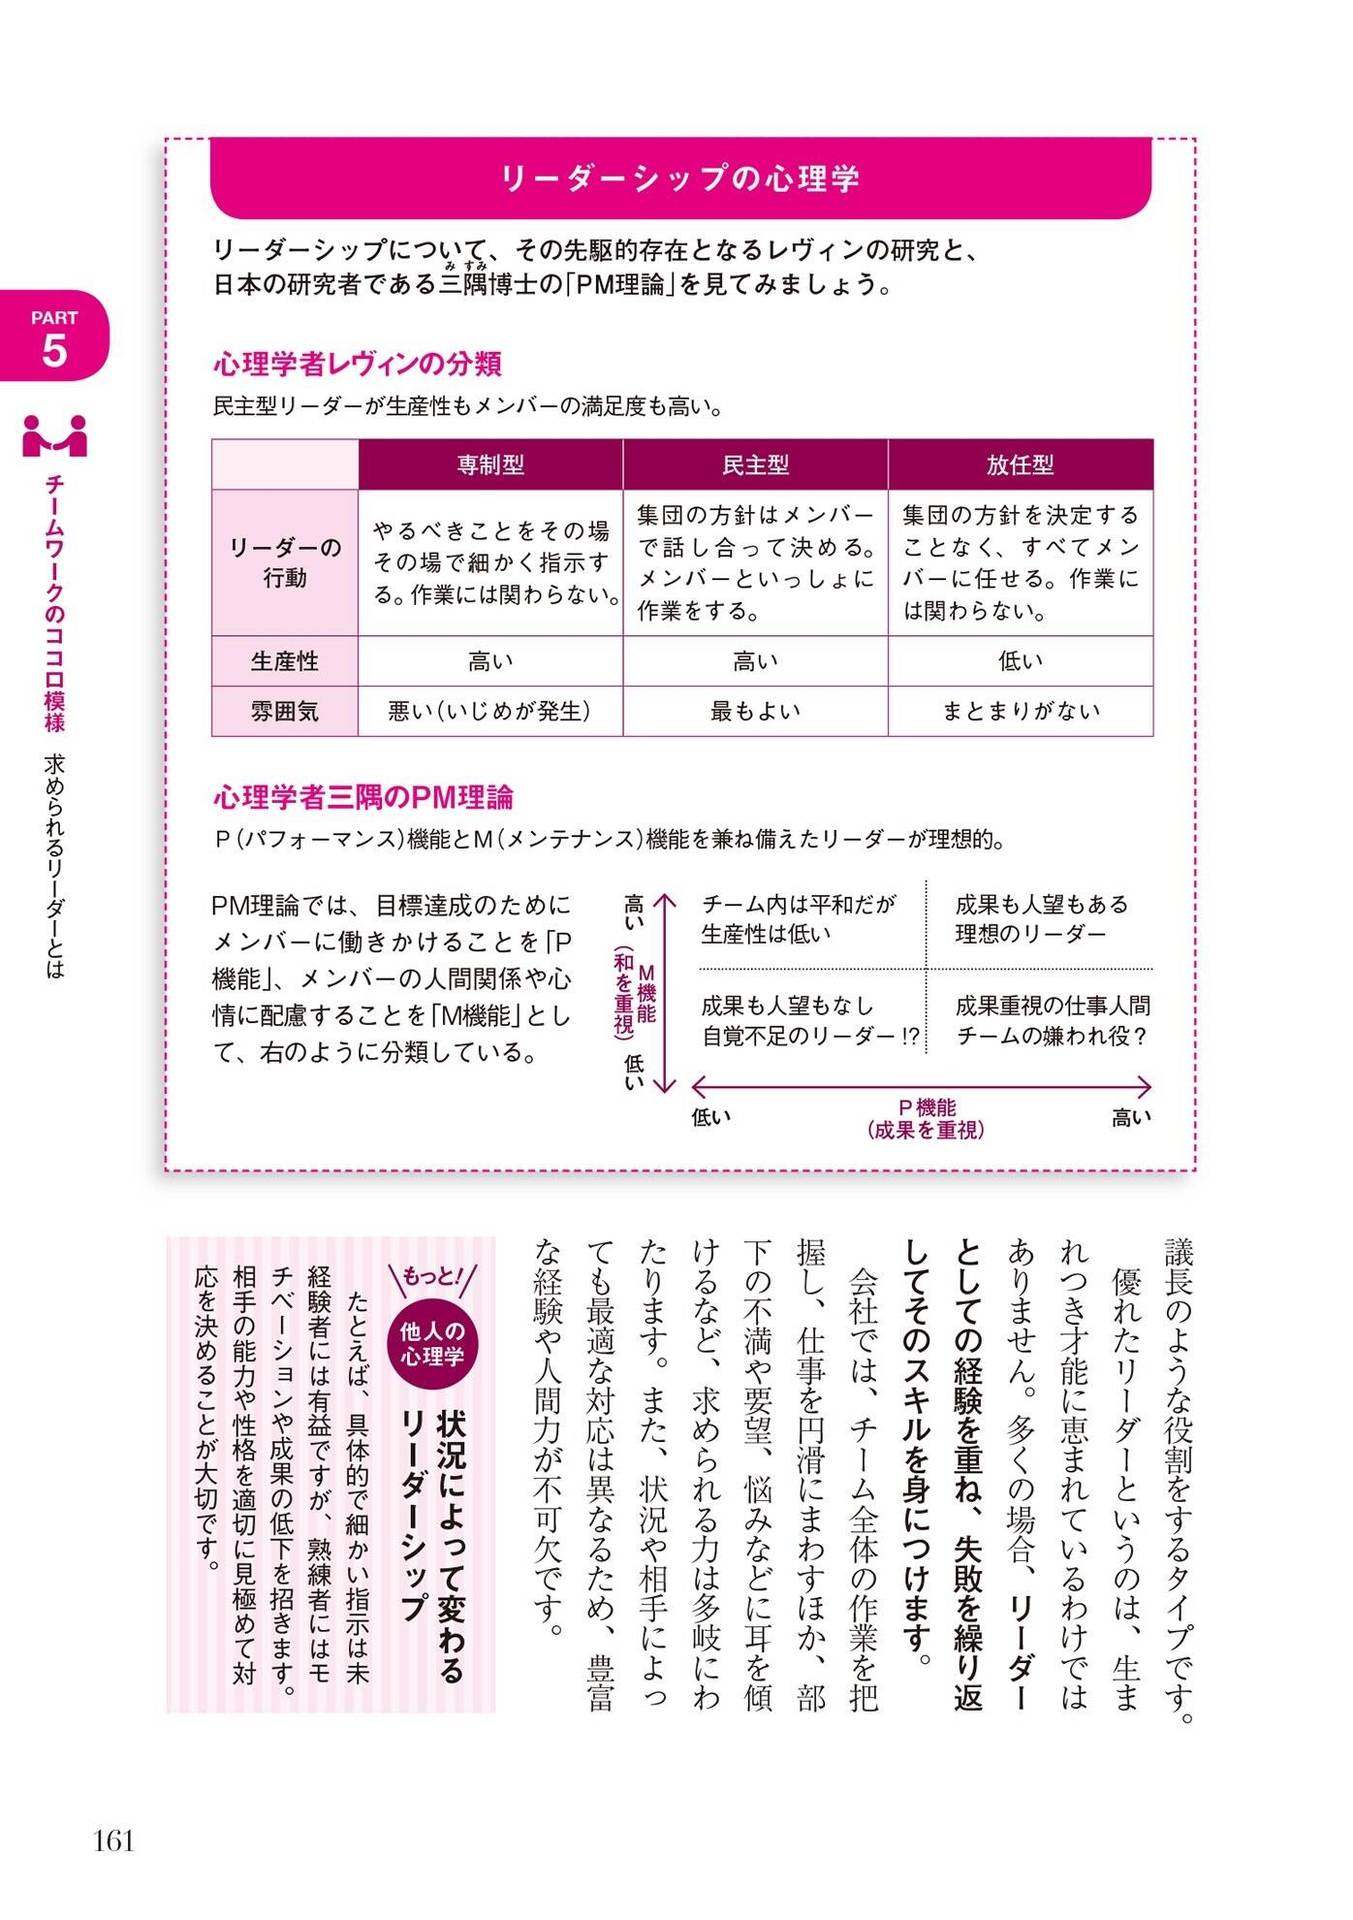 リーダーシップの心理学
リーダーシップについて、その先駆的存在となるレヴィンの研究と、
日本の研究者である三隅博士の「PM理論」を見てみましょう。
み すみ
心理学者レヴィンの分類
民主型リーダーが生産性もメンバーの満足度も高い。
専制型
民主型
放任型
リーダーの
行動
やるべきことをその場
その場で細かく指示す
る。作業には関わらない。
集団の方針はメンバー
で話し合って決める。
メンバーといっしょに
作業をする。
集団の方針を決定する
ことなく、すべてメン
バーに任せる。作業に
は関わらない。
生産性
高い
高い
低い
雰囲気
悪い(いじめが発生)
最もよい
まとまりがない
心理学者三隅のPM理論
P(パフォーマンス)機能とM(メンテナンス)機能を兼ね備えたリーダーが理想的。
PM理論では、目標達成のために
メンバーに働きかけることを「P
機能」、メンバーの人間関係や心
情に配慮することを「M機能」とし
て、右のように分類している。
高い
M機能
(和を重視)
低い
チーム内は平和だが
生産性は低い
成果も人望もある
理想のリーダー
成果も人望もなし
自覚不足のリーダー!?
成果重視の仕事人間
チームの嫌われ役?
低い
P機能
(成果を重視)
高い
PART
5
チームワークのココロ模様 求められるリーダーとは
議長のような役割をするタイプです。
優れたリーダーというのは、生ま
れつき才能に恵まれているわけでは
ありません。多くの場合、リーダー
としての経験を重ね、失敗を繰り返
してそのスキルを身につけます。
会社では、チーム全体の作業を把
握し、仕事を円滑にまわすほか、部
下の不満や要望、悩みなどに耳を傾
けるなど、求められる力は多岐にわ
たります。また、状況や相手によっ
ても最適な対応は異なるため、豊富
な経験や人間力が不可欠です。
もっと!
他人の
心理学
状況によって変わる
リーダーシップ
たとえば、具体的で細かい指示は未
経験者には有益ですが、熟練者にはモ
チベーションや成果の低下を招きます。
相手の能力や性格を適切に見極めて対
応を決めることが大切です。
161